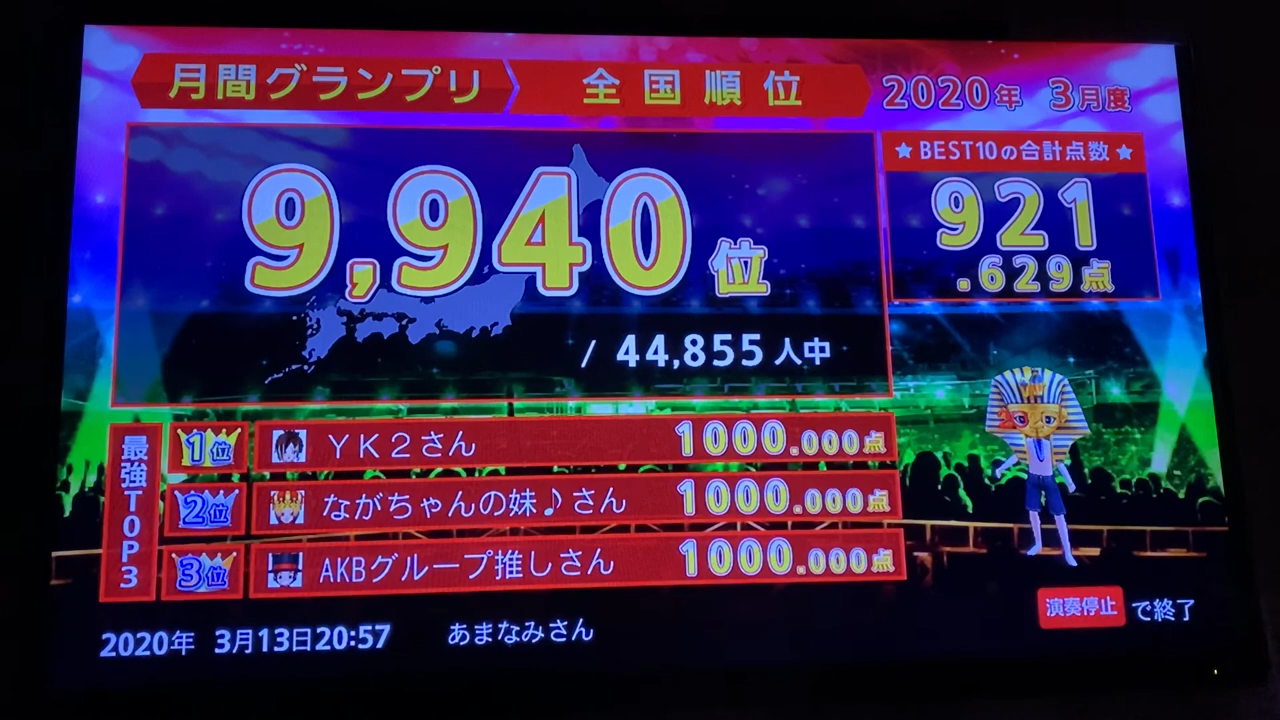 月間グランプリ 全国順位 2020年 3月度
★BEST10の合計点数★
9,940位
921
.629点
/ 44,855人中
最強TOP3
1位 YK2さん 1000.000点
2位 ながちゃんの妹♪さん 1000.000点
3位 AKBグループ推しさん 1000.000点
演奏停止で終了
2020年 3月13日20:57 あまなみさん